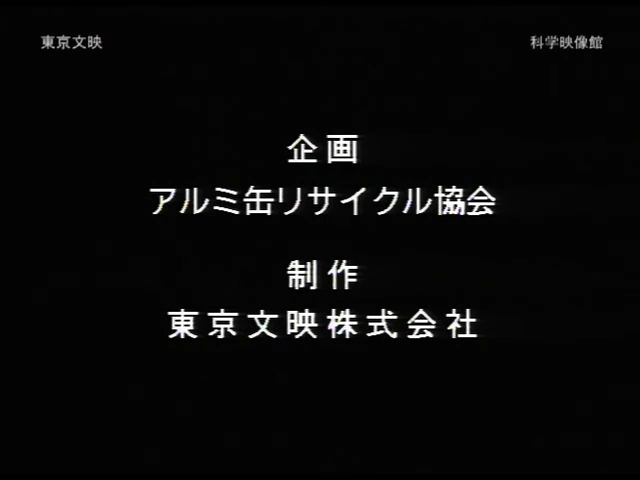 東京文映
科学映像館
企画
アルミ缶リサイクル協会
制作
東京文映株式会社